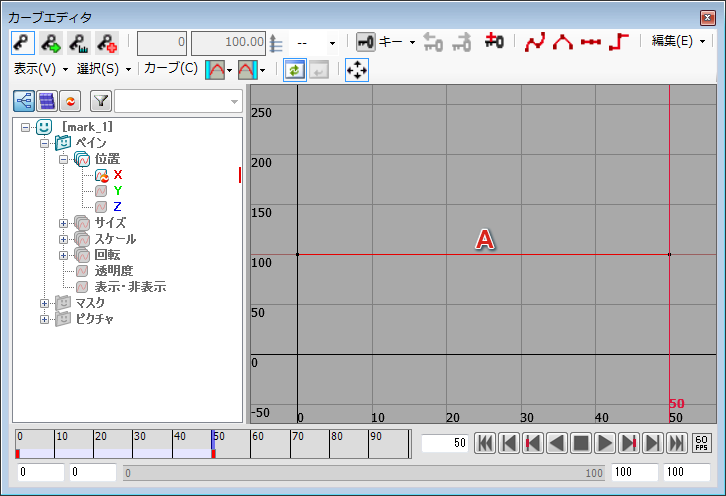 カーブエディタ
0 100.00 -- キー 編集(E)
表示(V) 選択(S) カーブ(C)
[mark_1]
ペイン
位置
X
Y
Z
サイズ
スケール
回転
透明度
表示・非表示
マスク
ピクチャ
250
200
150
A
100
50
0
-50
50
0 10 20 30 40 50
0 10 20 30 40 50 60 70 80 90
50
60
FPS
0 0 0 100 100 100